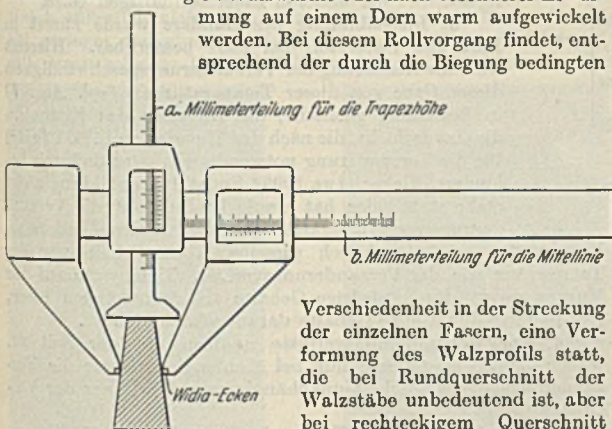 mung auf einem Dorn warm aufgewickelt
werden. Bei diesem Rollvorgang findet, ent-
sprechend der durch die Biegung bedingten
a. Millimeterteilung für die Trapezhöhe
b. Millimeterteilung für die Mittellinie
Widia-Ecken
Verschiedenheit in der Streckung
der einzelnen Fasern, eine Ver-
formung des Walzprofils statt,
die bei Rundquerschnitt der
Walzstäbe unbedeutend ist, aber
bei rechteckigem Querschnitt